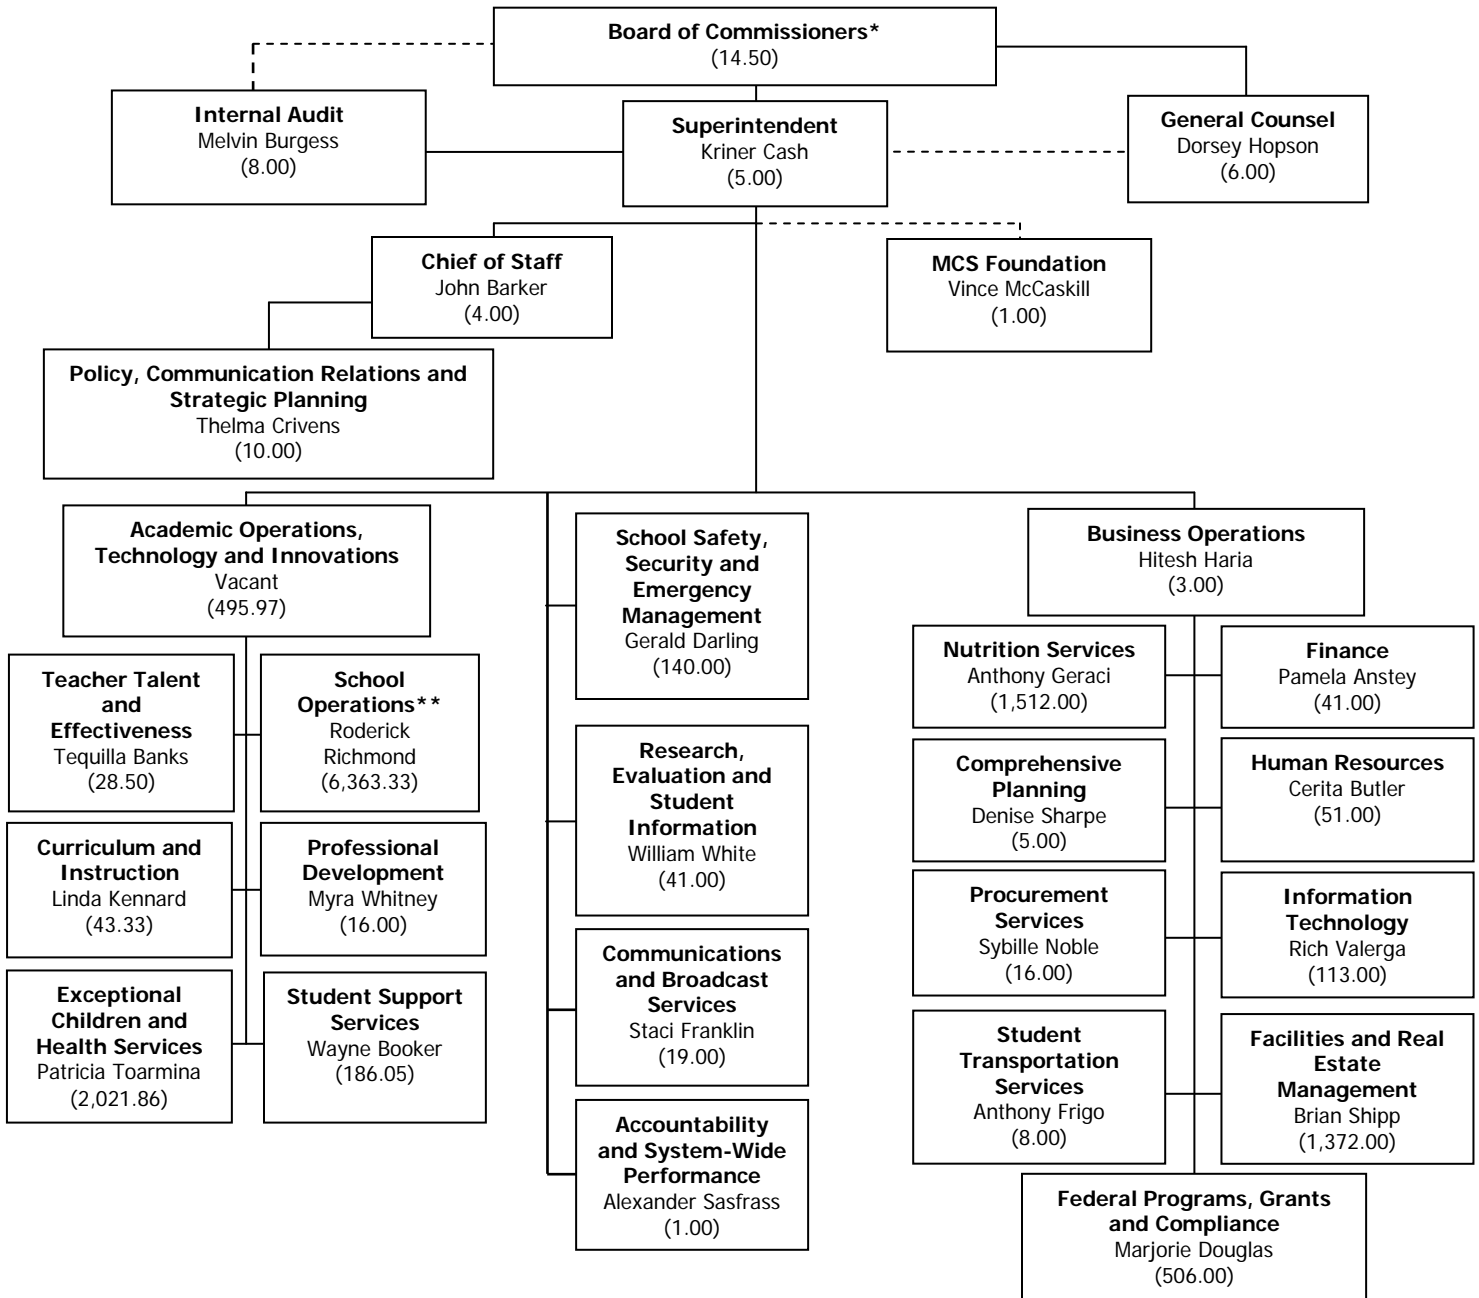 Board of Commissioners*
(14.50)
Internal Audit
Melvin Burgess
(8.00)
Superintendent
Kriner Cash
(5.00)
General Counsel
Dorsey Hopson
(6.00)
Chief of Staff
John Barker
(4.00)
MCS Foundation
Vince McCaskill
(1.00)
Policy, Communication Relations and
Strategic Planning
Thelma Crivens
(10.00)
Academic Operations,
Technology and Innovations
Vacant
(495.97)
Teacher Talent
and
Effectiveness
Tequilla Banks
(28.50)
School
Operations**
Roderick
Richmond
(6,363.33)
Curriculum and
Instruction
Linda Kennard
(43.33)
Professional
Development
Myra Whitney
(16.00)
Exceptional
Children and
Health Services
Patricia Toarmina
(2,021.86)
Student Support
Services
Wayne Booker
(186.05)
School Safety,
Security and
Emergency
Management
Gerald Darling
(140.00)
Research,
Evaluation and
Student
Information
William White
(41.00)
Communications
and Broadcast
Services
Staci Franklin
(19.00)
Accountability
and System-Wide
Performance
Alexander Sasfrass
(1.00)
Business Operations
Hitesh Haria
(3.00)
Nutrition Services
Anthony Geraci
(1,512.00)
Finance
Pamela Anstey
(41.00)
Comprehensive
Planning
Denise Sharpe
(5.00)
Human Resources
Cerita Butler
(51.00)
Procurement
Services
Sybille Noble
(16.00)
Information
Technology
Rich Valerga
(113.00)
Student
Transportation
Services
Anthony Frigo
(8.00)
Facilities and Real
Estate
Management
Brian Shipp
(1,372.00)
Federal Programs, Grants
and Compliance
Marjorie Douglas
(506.00)